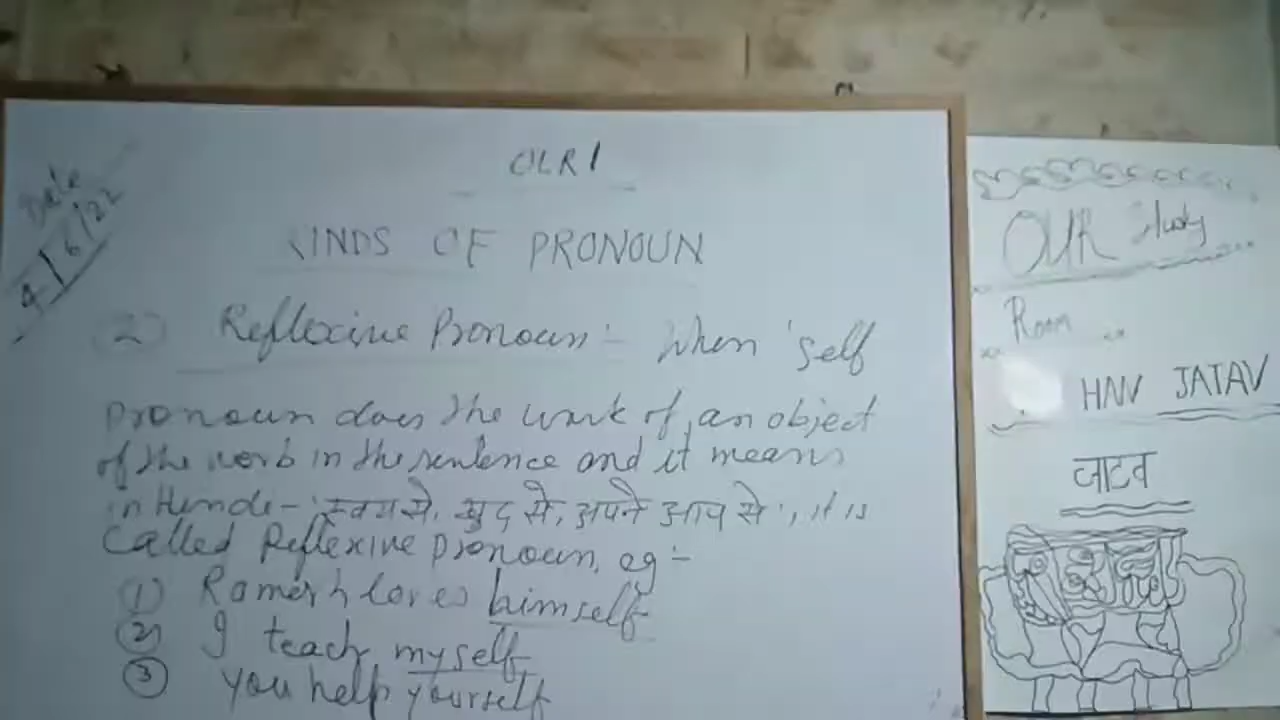 Date
4/6/22
OLR1
KINDS OF PRONOUN
(2) Reflexive Pronoun:- When 'self
pronoun does the work of an object
of the verb in the sentence and it means
in Hinde- 'स्वयं से, खुद से, अपने आप से', it is
called Reflexive pronoun, eg:-
(1) Ramesh loves himself
(2) I teach myself,
(3) you help yourself
OUR Study
Room
HNV JATAV
जाटव